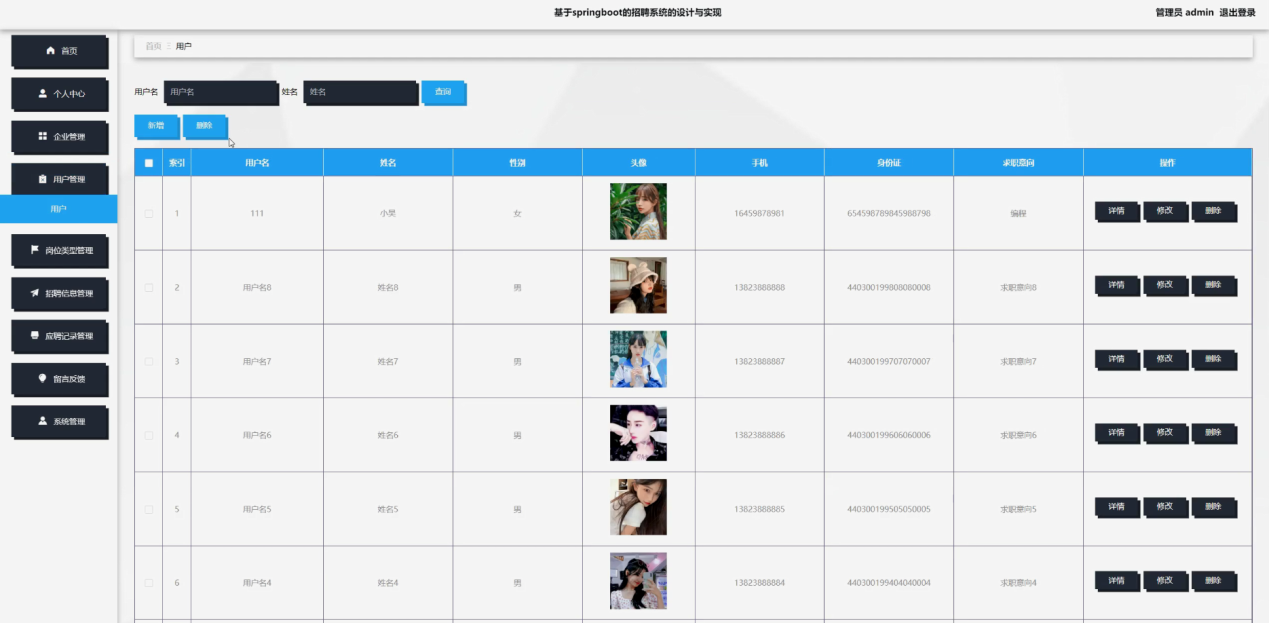 基于springboot的招聘系统的设计与实现
管理员 admin 退出登录
首页
个人中心
企业管理
用户管理
用户
岗位类型管理
招聘信息管理
应聘记录管理
留言反馈
系统管理
首页 用户
用户名 用户名 姓名 姓名 查询
新增 删除
索引 用户名 姓名 性别 头像 手机 身份证 求职意向 操作
1 111 小吴 女 16459878981 654598789845988798 编程 详情 修改 删除
2 用户名8 姓名8 男 13823888888 440300199808080008 求职意向8 详情 修改 删除
3 用户名7 姓名7 男 13823888887 440300199707070007 求职意向7 详情 修改 删除
4 用户名6 姓名6 男 13823888886 440300199606060006 求职意向6 详情 修改 删除
5 用户名5 姓名5 男 13823888885 440300199505050005 求职意向5 详情 修改 删除
6 用户名4 姓名4 男 13823888884 440300199404040004 求职意向4 详情 修改 删除